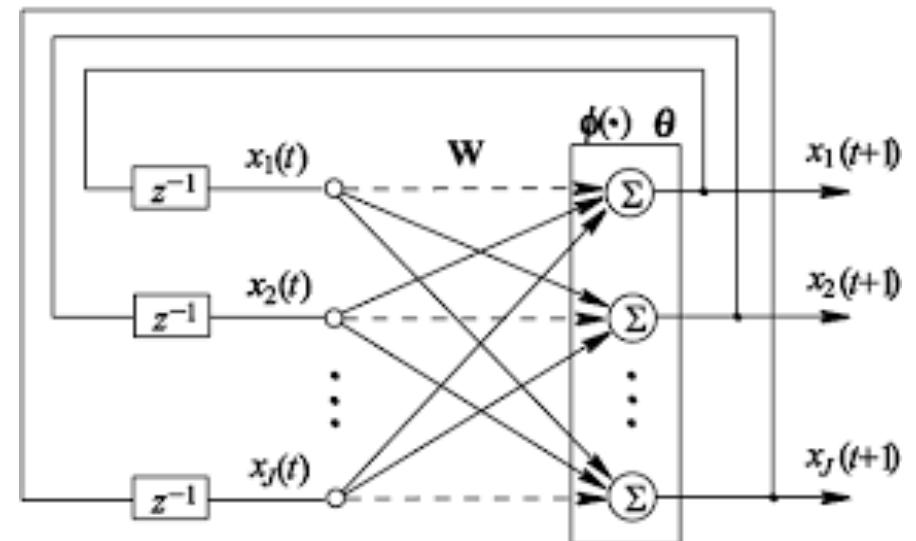 ϕ(·) θ
x₁(t) W x₁(t+1)
z⁻¹ Σ
x₂(t) x₂(t+1)
z⁻¹ Σ
x_J(t) x_J(t+1)
z⁻¹ Σ